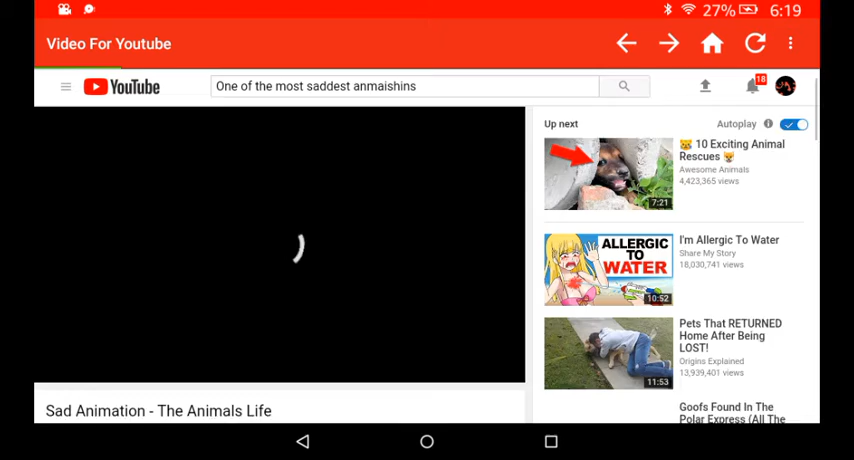 27% 6:19
Video For Youtube
YouTube
One of the most saddest anmaishins
18
Up next
Autoplay
10 Exciting Animal
Rescues
Awesome Animals
4,423,365 views
7:21
ALLERGIC
TO
WATER
10:52
I'm Allergic To Water
Share My Story
18,030,741 views
11:53
Pets That RETURNED
Home After Being
LOST!
Origins Explained
13,939,401 views
Goofs Found In The
Polar Express (All The
Sad Animation - The Animals Life